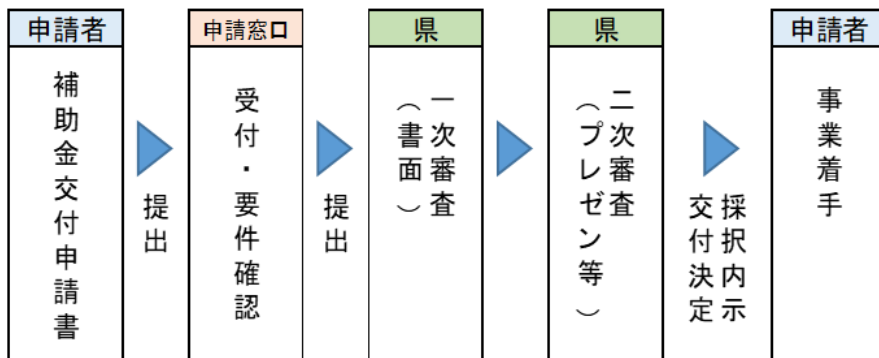 申請者
補助金交付申請書
提出
申請窓口
受付・要件確認
提出
県
一次審査
（書面）
県
二次審査
（プレゼン等）
採択内示
交付決定
申請者
事業着手